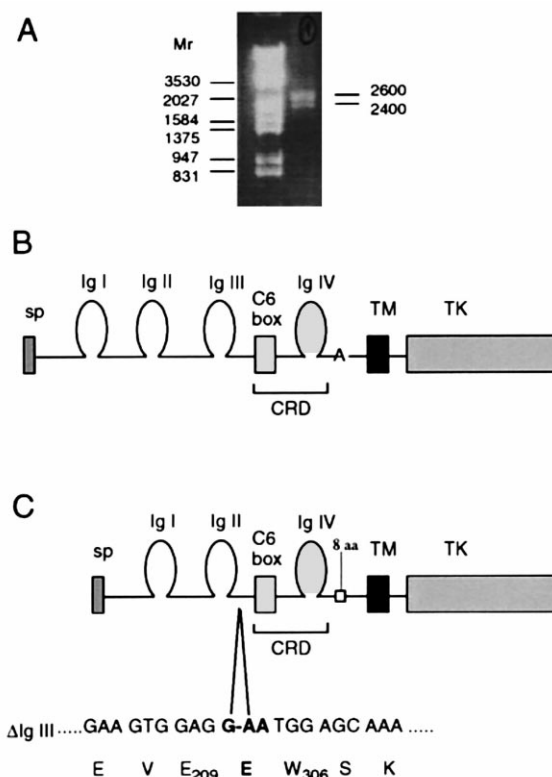 A
Mr
3530
2027
1584
1375
947
831
2600
2400
B
sp
Ig I
Ig II
Ig III
C6
box
Ig IV
A
TM
TK
CRD
C
sp
Ig I
Ig II
C6
box
Ig IV
8 aa
TM
TK
CRD
ΔIg III ..... GAA GTG GAG G-AA TGG AGC AAA .....
E V E209 E W306 S K